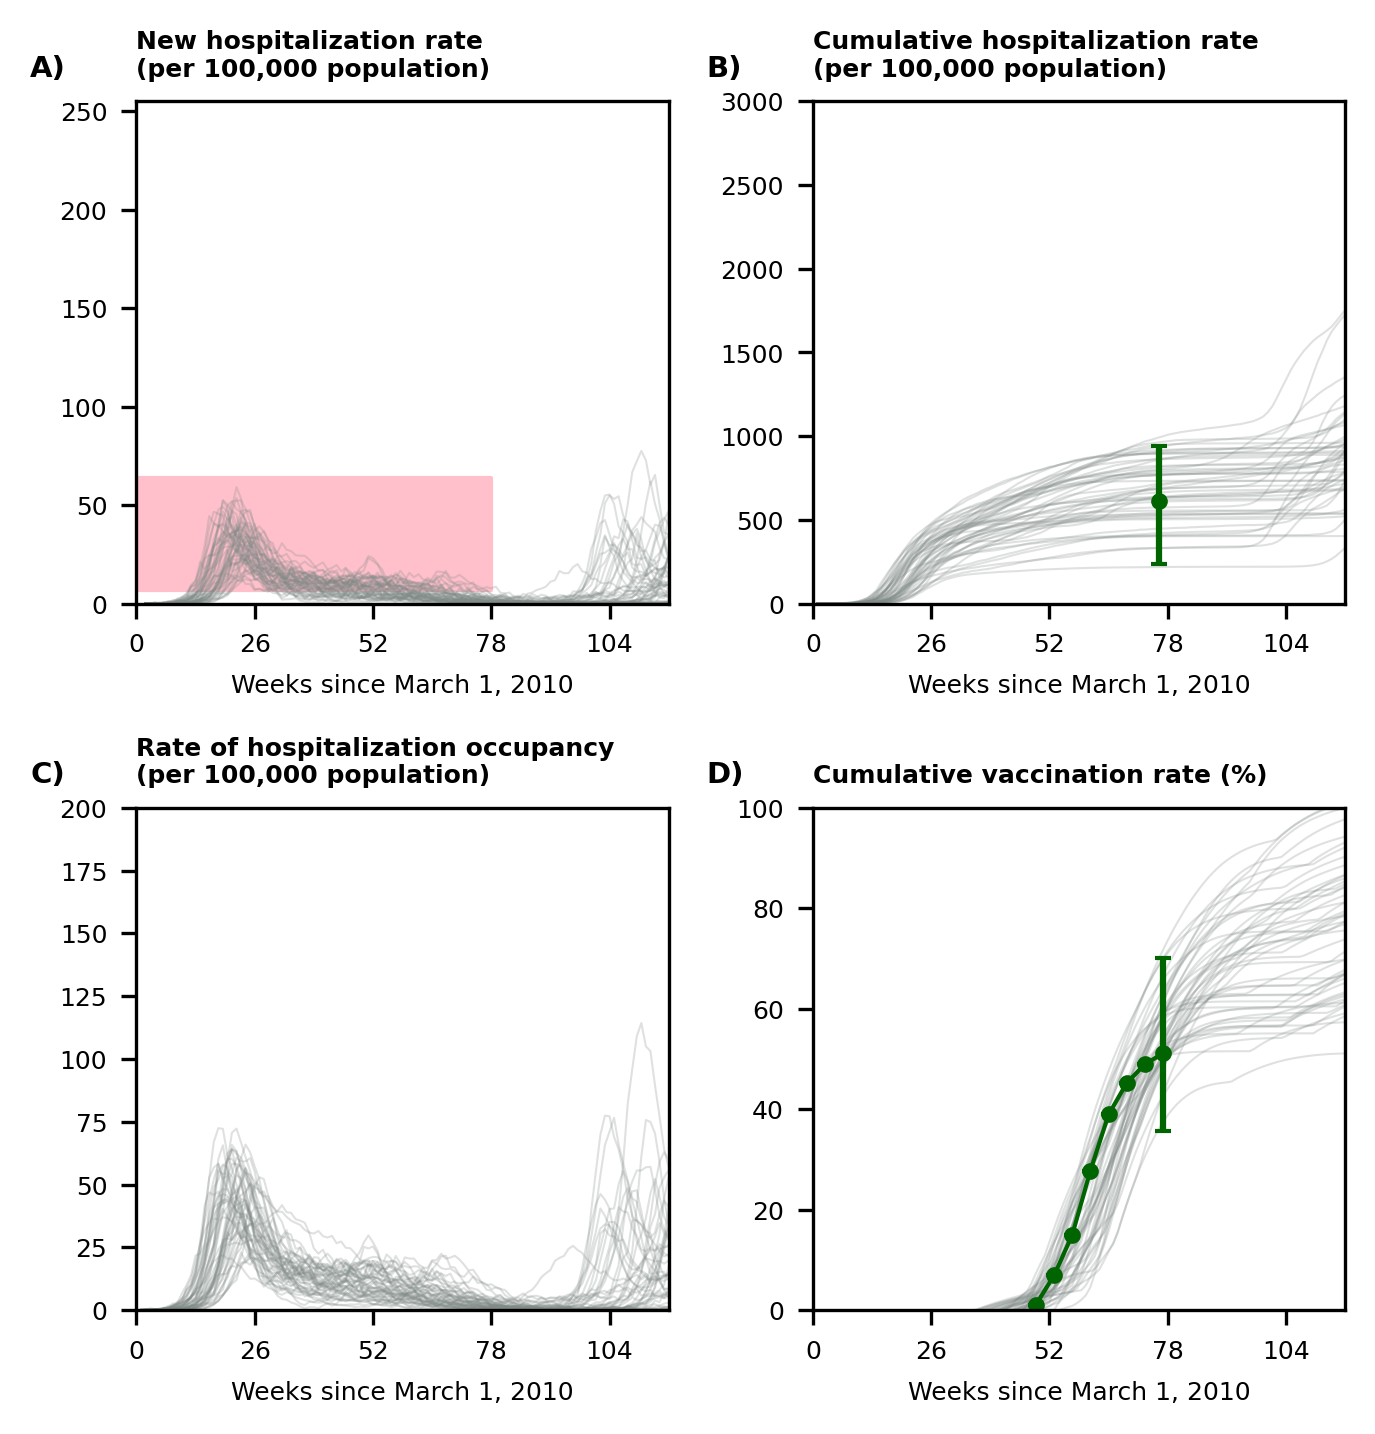 A)
New hospitalization rate
(per 100,000 population)
250
200
150
100
50
0
0 26 52 78 104
Weeks since March 1, 2010
B)
Cumulative hospitalization rate
(per 100,000 population)
3000
2500
2000
1500
1000
500
0
0 26 52 78 104
Weeks since March 1, 2010
C)
Rate of hospitalization occupancy
(per 100,000 population)
200
175
150
125
100
75
50
25
0
0 26 52 78 104
Weeks since March 1, 2010
D)
Cumulative vaccination rate (%)
100
80
60
40
20
0
0 26 52 78 104
Weeks since March 1, 2010